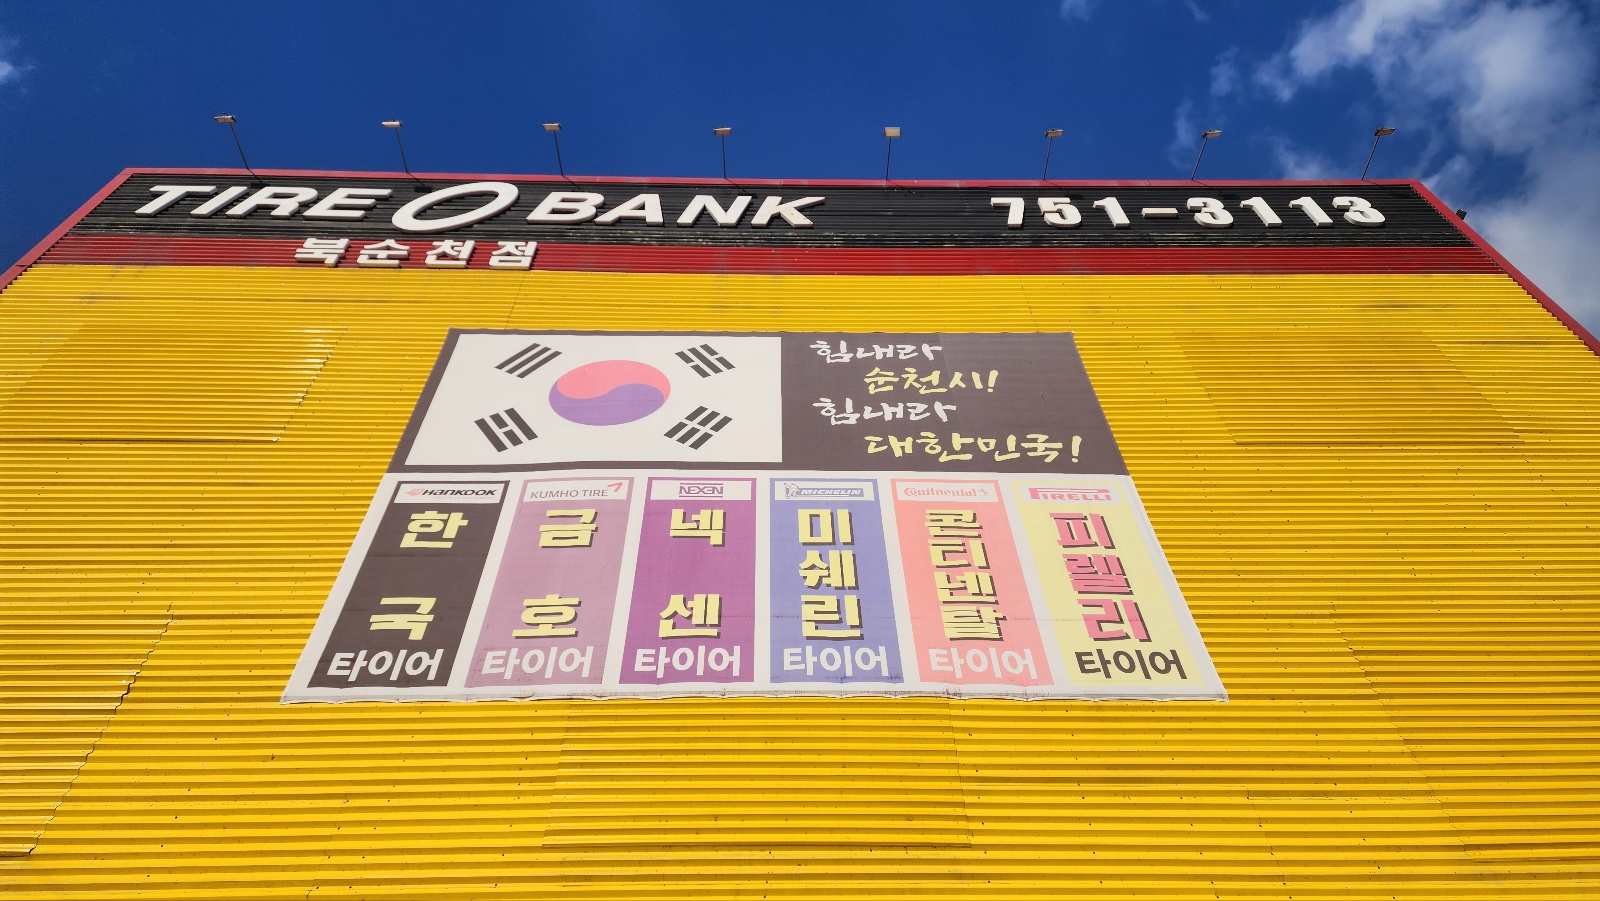 TIRE BANK 751-3113
북순천점
힘내라
순천시!
힘내라
대한민국!
HANKOOK
한국
타이어
KUMHO TIRE
금호
타이어
NEXEN
넥센
타이어
MICHELIN
미쉐린
타이어
Continental
콘티넨탈
타이어
PIRELLI
피렐리
타이어